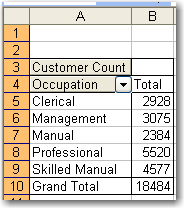 A B
1
2
3 Customer Count
4 Occupation Total
5 Clerical 2928
6 Management 3075
7 Manual 2384
8 Professional 5520
9 Skilled Manual 4577
10 Grand Total 18484